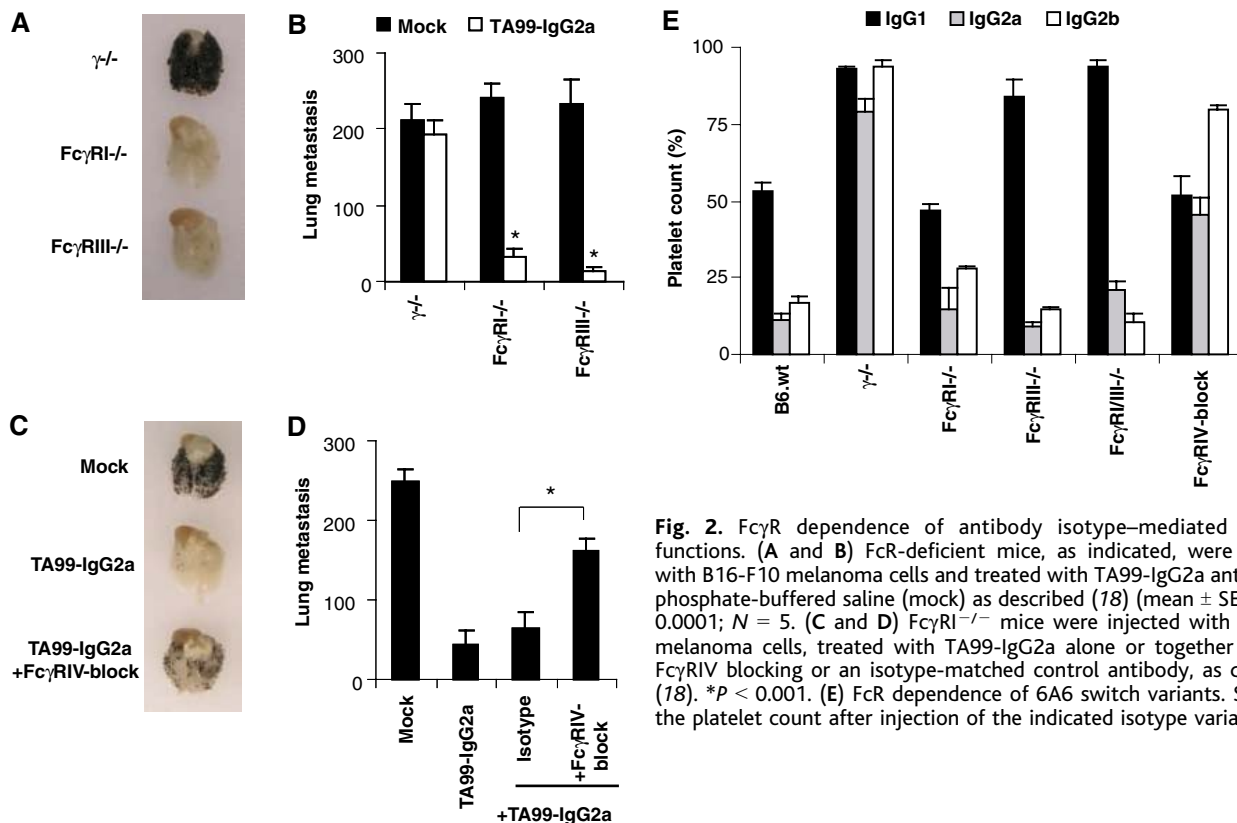 A
γ-/-
FcγRI-/-
FcγRIII-/-
B
Mock TA99-IgG2a
Lung metastasis
300
200
100
0
*
*
γ-/-
FcγRI-/-
FcγRIII-/-
C
Mock
TA99-IgG2a
TA99-IgG2a
+FcγRIV-block
D
Lung metastasis
300
200
100
0
*
Mock
TA99-IgG2a
Isotype
+FcγRIV-
block
+TA99-IgG2a
E
IgG1 IgG2a IgG2b
Platelet count (%)
100
75
50
25
0
B6.wt
γ-/-
FcγRI-/-
FcγRIII-/-
FcγRI/III-/-
FcγRIV-block
Fig. 2. FcγR dependence of antibody isotype–mediated
functions. (A and B) FcR-deficient mice, as indicated, were
with B16-F10 melanoma cells and treated with TA99-IgG2a ant
phosphate-buffered saline (mock) as described (18) (mean ± SE
0.0001; N = 5. (C and D) FcγRI−/− mice were injected with
melanoma cells, treated with TA99-IgG2a alone or together
FcγRIV blocking or an isotype-matched control antibody, as
(18). *P < 0.001. (E) FcR dependence of 6A6 switch variants.
the platelet count after injection of the indicated isotype varia